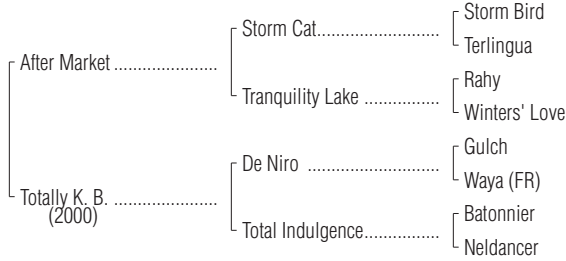 Storm Bird
Storm Cat..............................
Terlingua
After Market .........................
Rahy
Tranquility Lake ..................
Winters' Love
Gulch
De Niro ................................
Waya (FR)
Totally K. B. .........................
(2000)
Batonnier
Total Indulgence..................
Neldancer